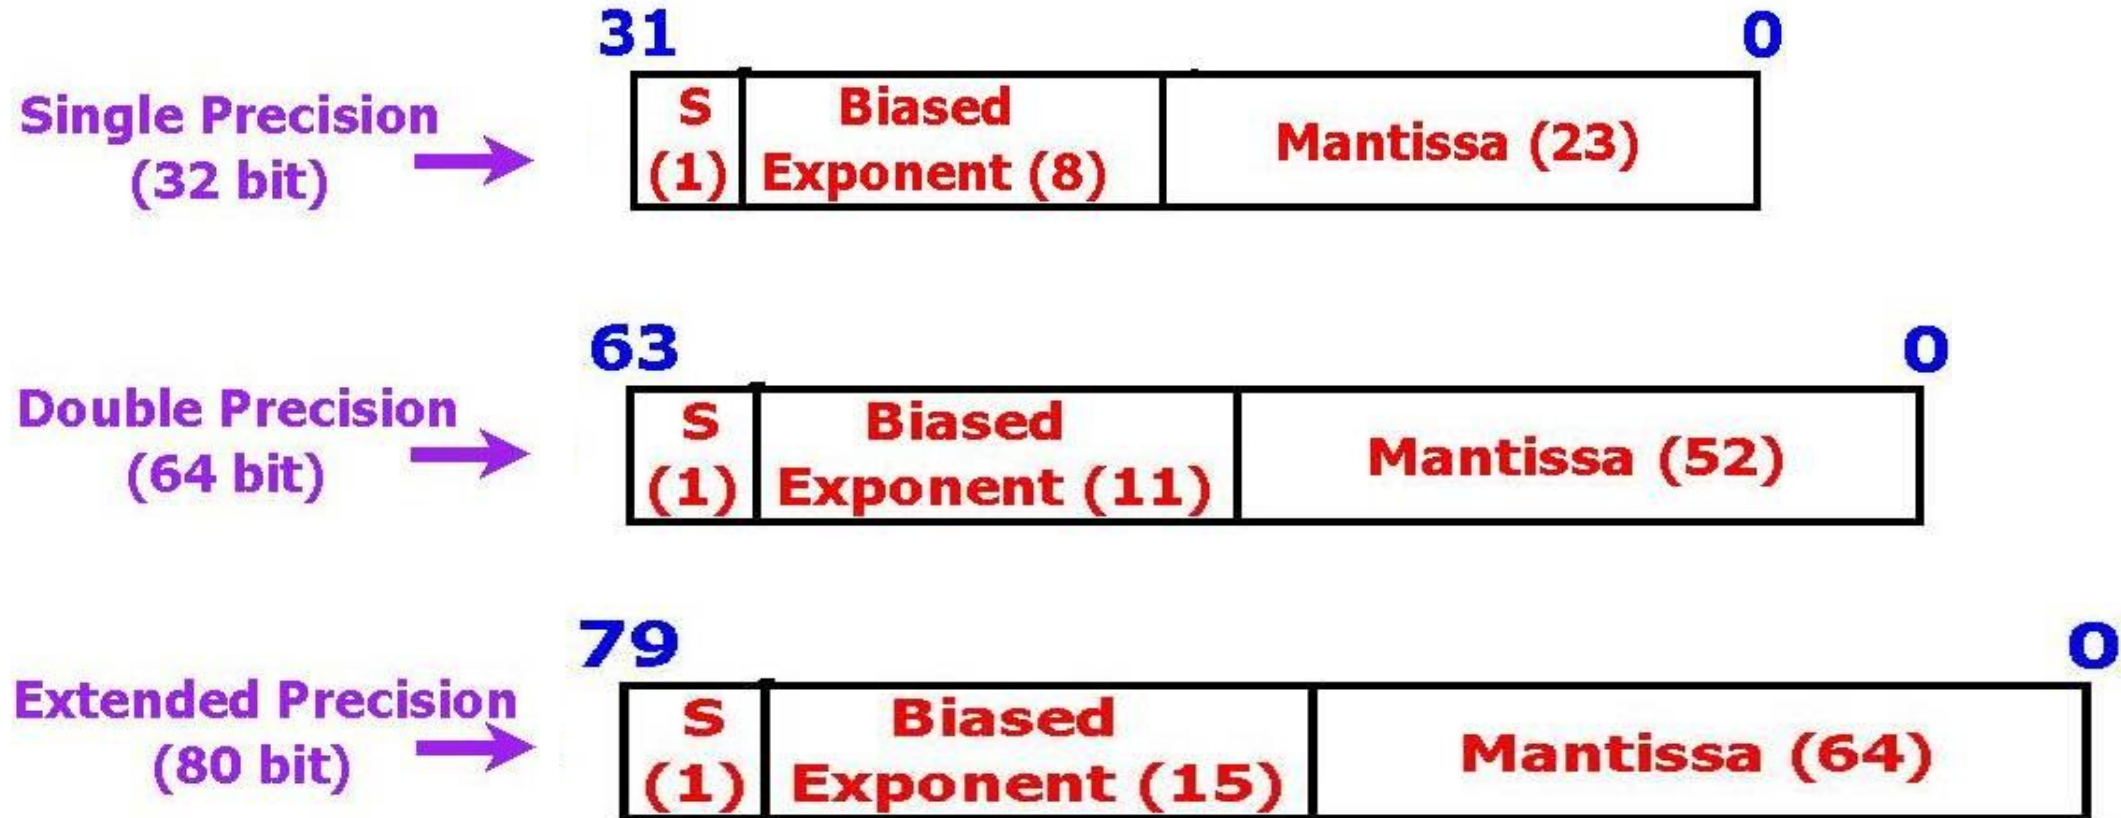 31 0
Single Precision
(32 bit)
S
(1)
Biased
Exponent (8)
Mantissa (23)
63 0
Double Precision
(64 bit)
S
(1)
Biased
Exponent (11)
Mantissa (52)
79 0
Extended Precision
(80 bit)
S
(1)
Biased
Exponent (15)
Mantissa (64)